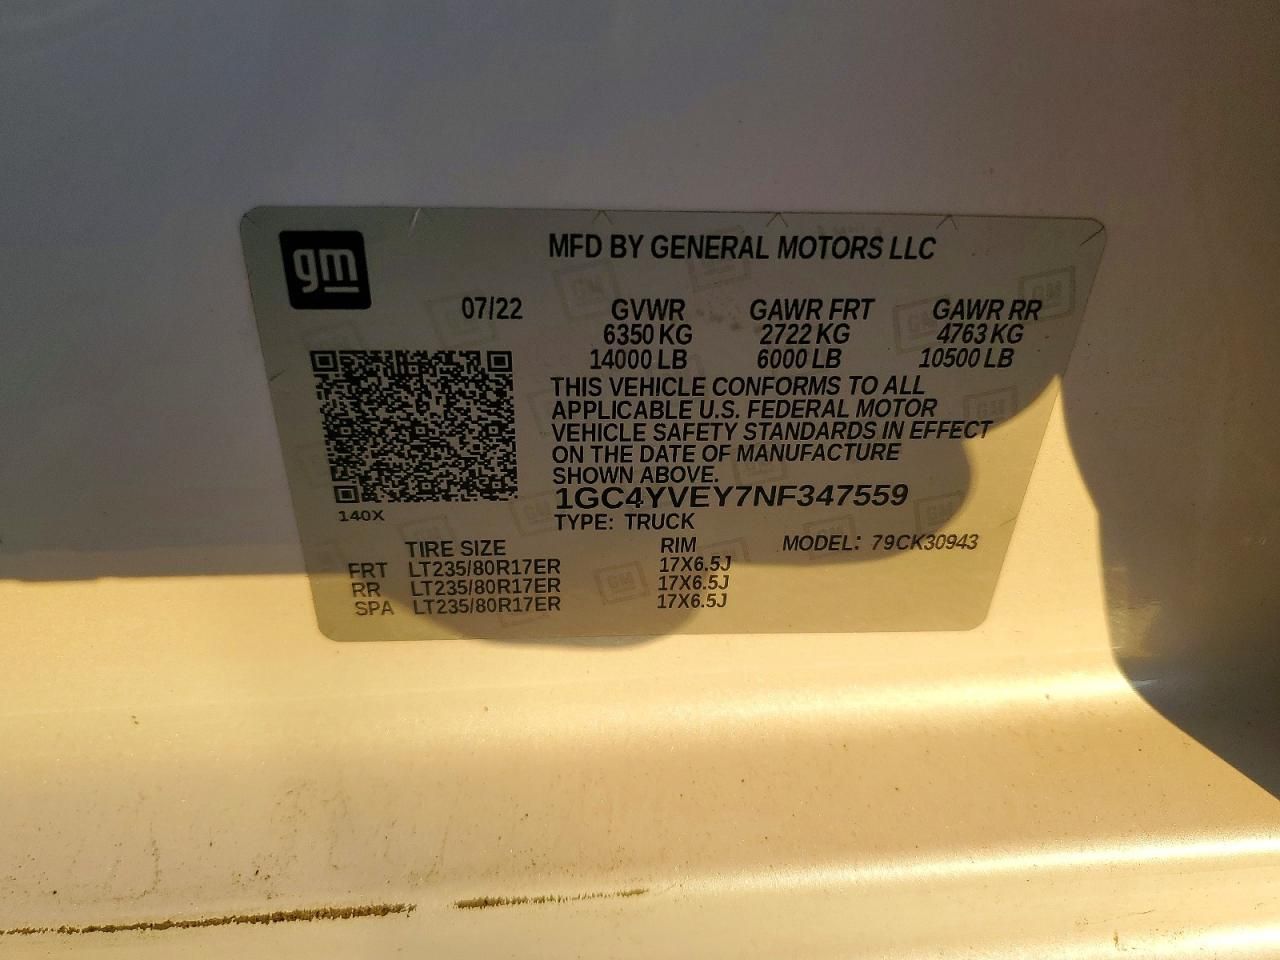 gm
MFD BY GENERAL MOTORS LLC
07/22 GVWR GAWR FRT GAWR RR
6350 KG 2722 KG 4763 KG
14000 LB 6000 LB 10500 LB
THIS VEHICLE CONFORMS TO ALL
APPLICABLE U.S. FEDERAL MOTOR
VEHICLE SAFETY STANDARDS IN EFFECT
ON THE DATE OF MANUFACTURE
SHOWN ABOVE.
1GC4YVEY7NF347559
140X
TYPE: TRUCK
TIRE SIZE RIM MODEL: 79CK30943
FRT LT235/80R17ER 17X6.5J
RR LT235/80R17ER 17X6.5J
SPA LT235/80R17ER 17X6.5J